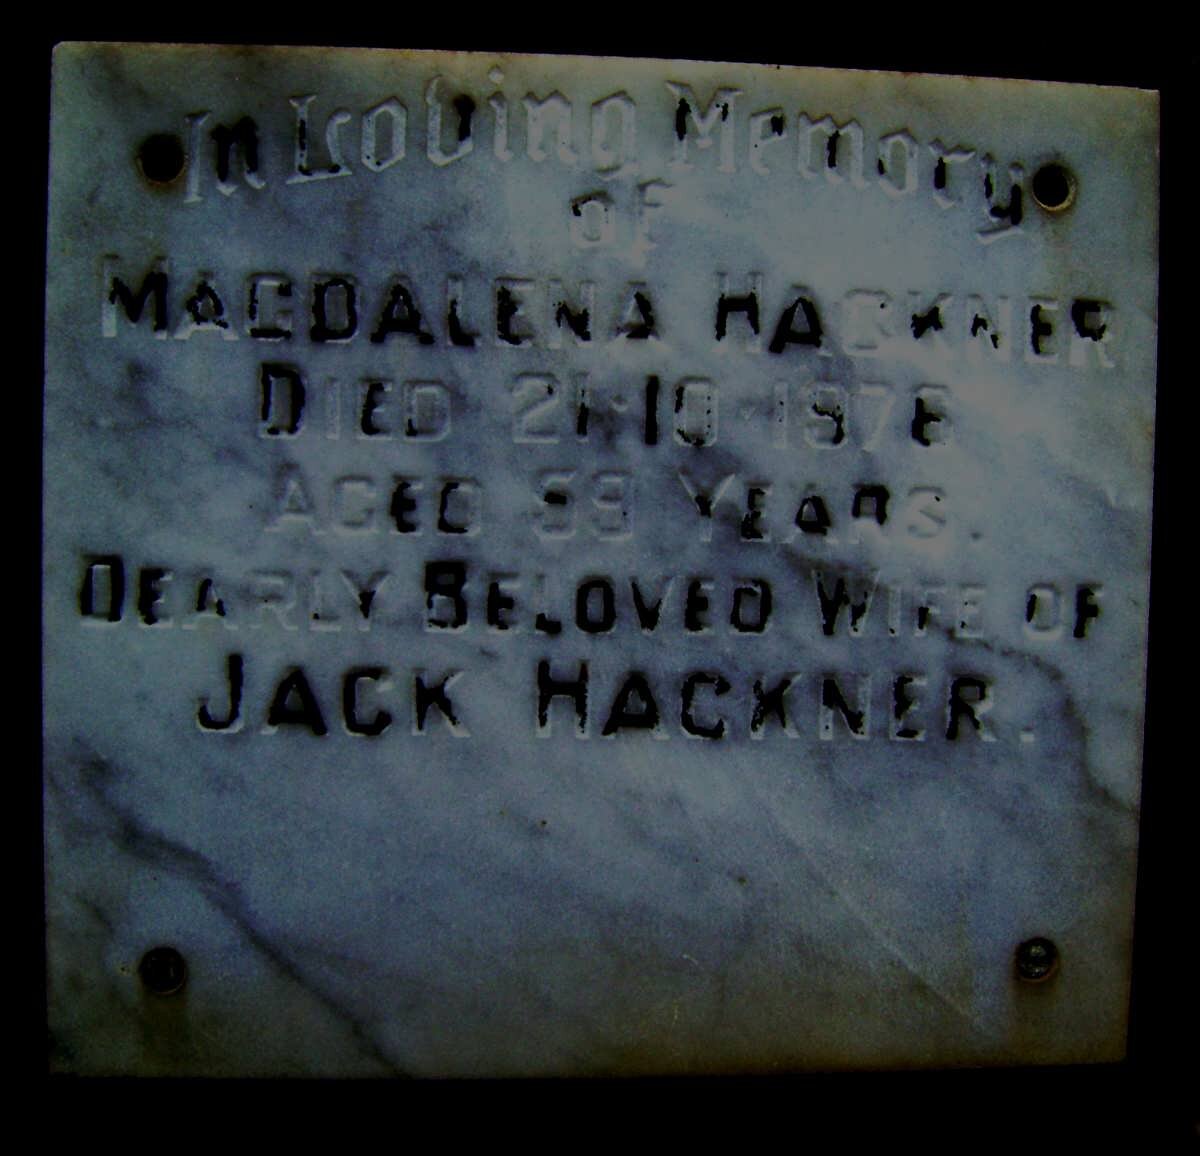 In Loving Memory
of
MAGDALENA HACKNER
DIED 21·10·1976
AGED 59 YEARS.
DEARLY BELOVED WIFE OF
JACK HACKNER.